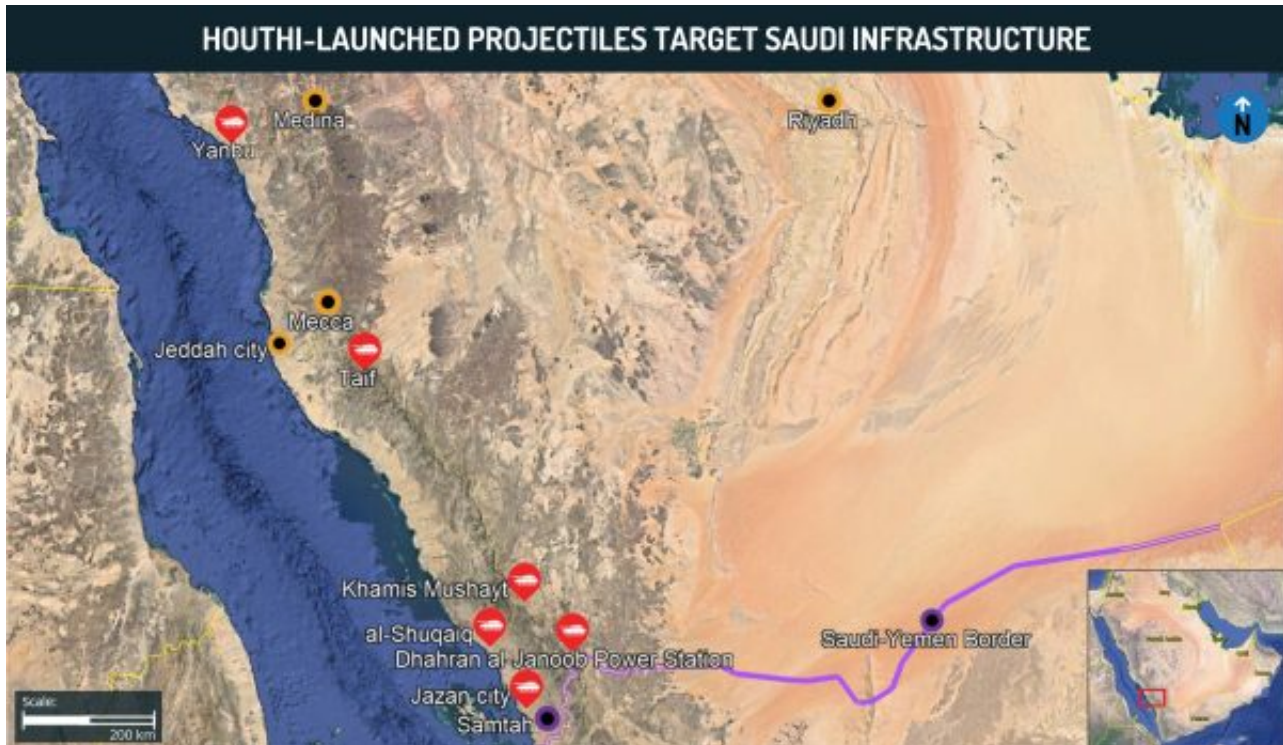 HOUTHI-LAUNCHED PROJECTILES TARGET SAUDI INFRASTRUCTURE
Medina
Riyadh
N
Yanbu
Mecca
Jeddah city
Taif
Khamis Mushayt
al-Shuqaiq
Dhahran al Janoob Power Station
Saudi-Yemen Border
Jazan city
Samtah
Scale:
200 km